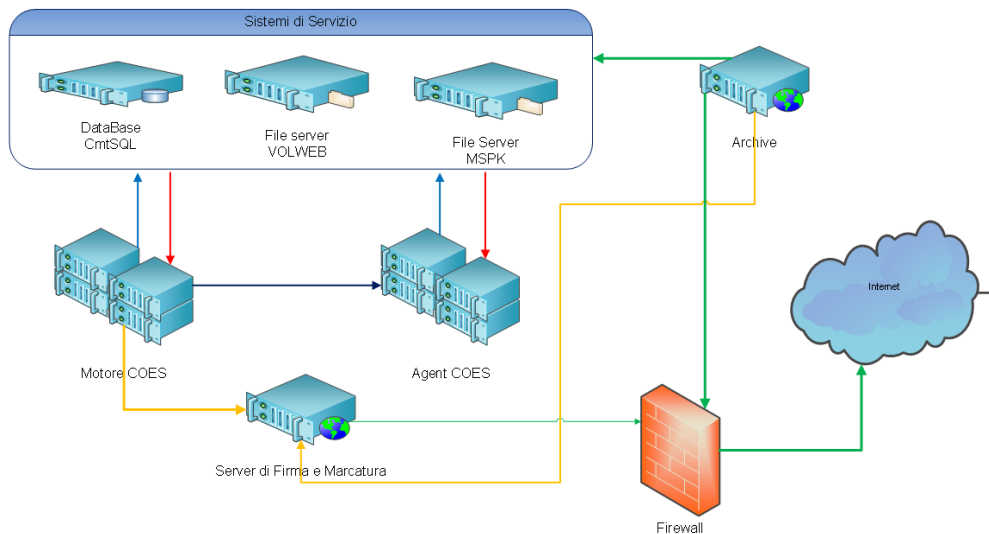 Sistemi di Servizio
DataBase
CmtSQL
File server
VOLWEB
File Server
MSPK
Archive
Internet
Motore COES
Agent COES
Server di Firma e Marcatura
Firewall